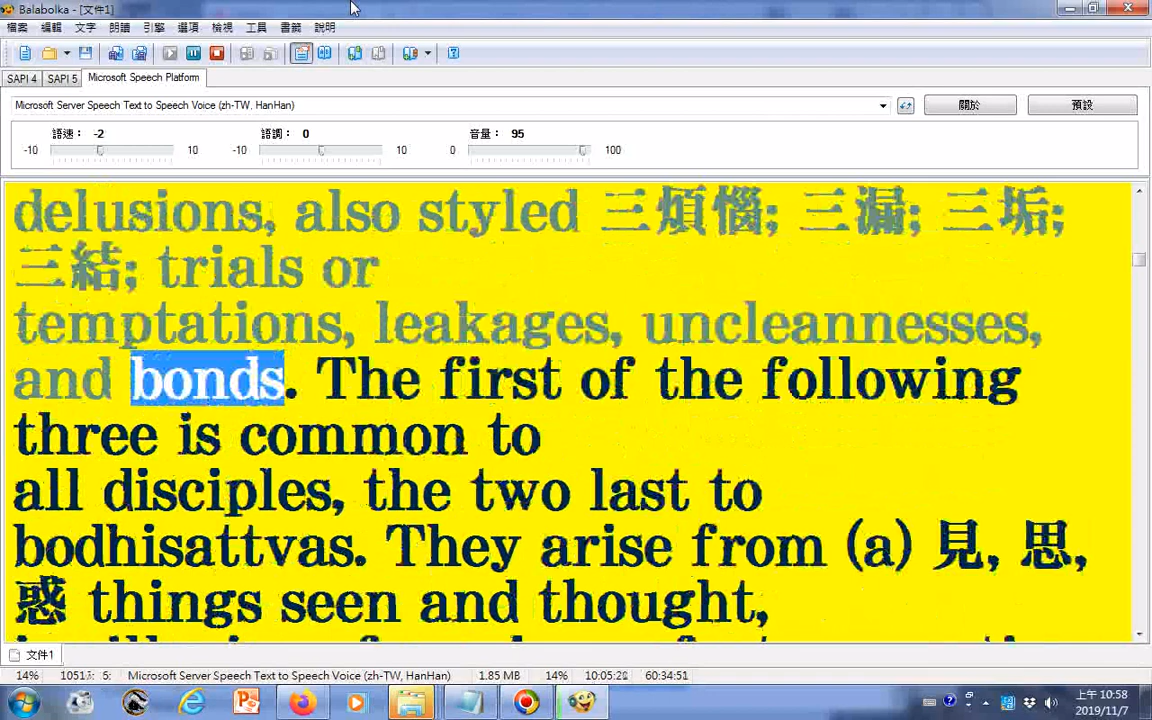 Balabolka - [文件1]
檔案 編輯 文字 朗讀 引擎 選項 檢視 工具 書籤 說明
SAPI 4 SAPI 5 Microsoft Speech Platform
Microsoft Server Speech Text to Speech Voice (zh-TW, HanHan) 關於 預設
語速： -2 語調： 0 音量： 95
-10 10 -10 10 0 100
delusions, also styled 三煩惱; 三漏; 三垢;
三結; trials or
temptations, leakages, uncleannesses,
and bonds. The first of the following
three is common to
all disciples, the two last to
bodhisattvas. They arise from (a) 見, 思,
惑 things seen and thought,
文件1
14% Microsoft Server Speech Text to Speech Voice (zh-TW, HanHan) 1.85 MB 14% 60:34:51
上午 10:58
2019/11/7